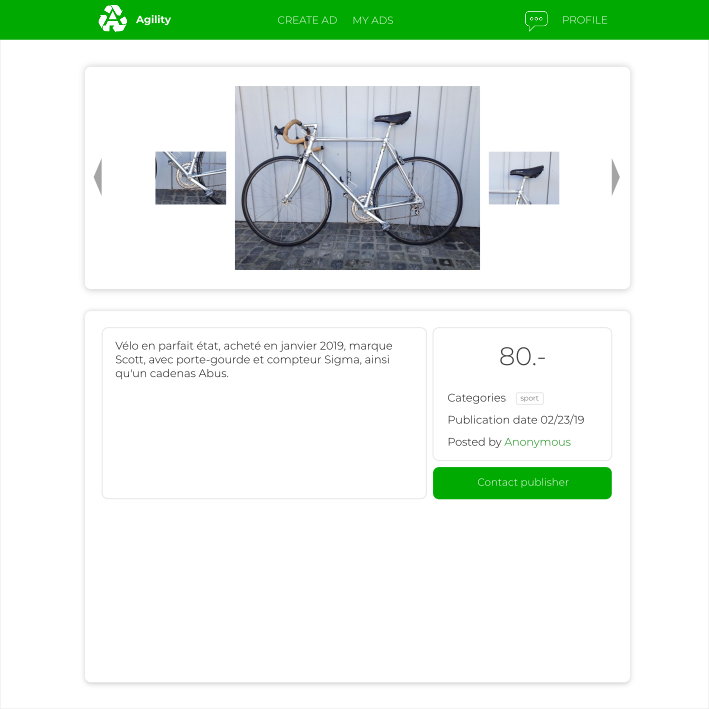 Agility
CREATE AD
MY ADS
PROFILE
Vélo en parfait état, acheté en janvier 2019, marque
Scott, avec porte-gourde et compteur Sigma, ainsi
qu'un cadenas Abus.
80.-
Categories sport
Publication date 02/23/19
Posted by Anonymous
Contact publisher